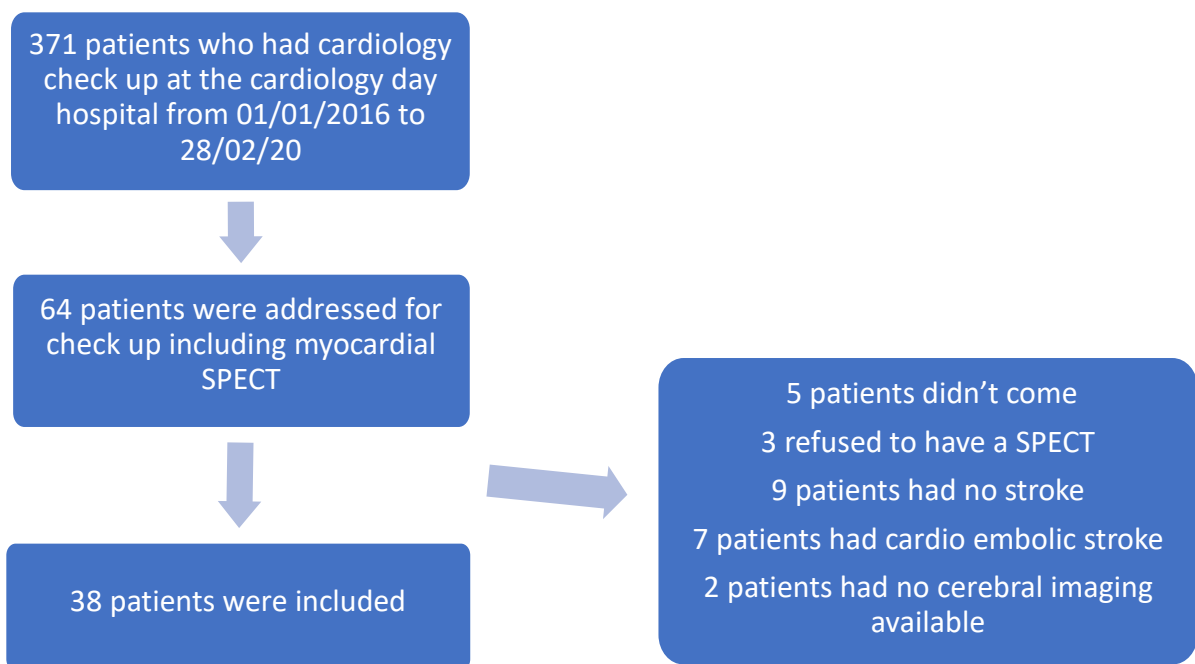 371 patients who had cardiology
check up at the cardiology day
hospital from 01/01/2016 to
28/02/20
64 patients were addressed for
check up including myocardial
SPECT
5 patients didn’t come
3 refused to have a SPECT
9 patients had no stroke
7 patients had cardio embolic stroke
2 patients had no cerebral imaging
available
38 patients were included